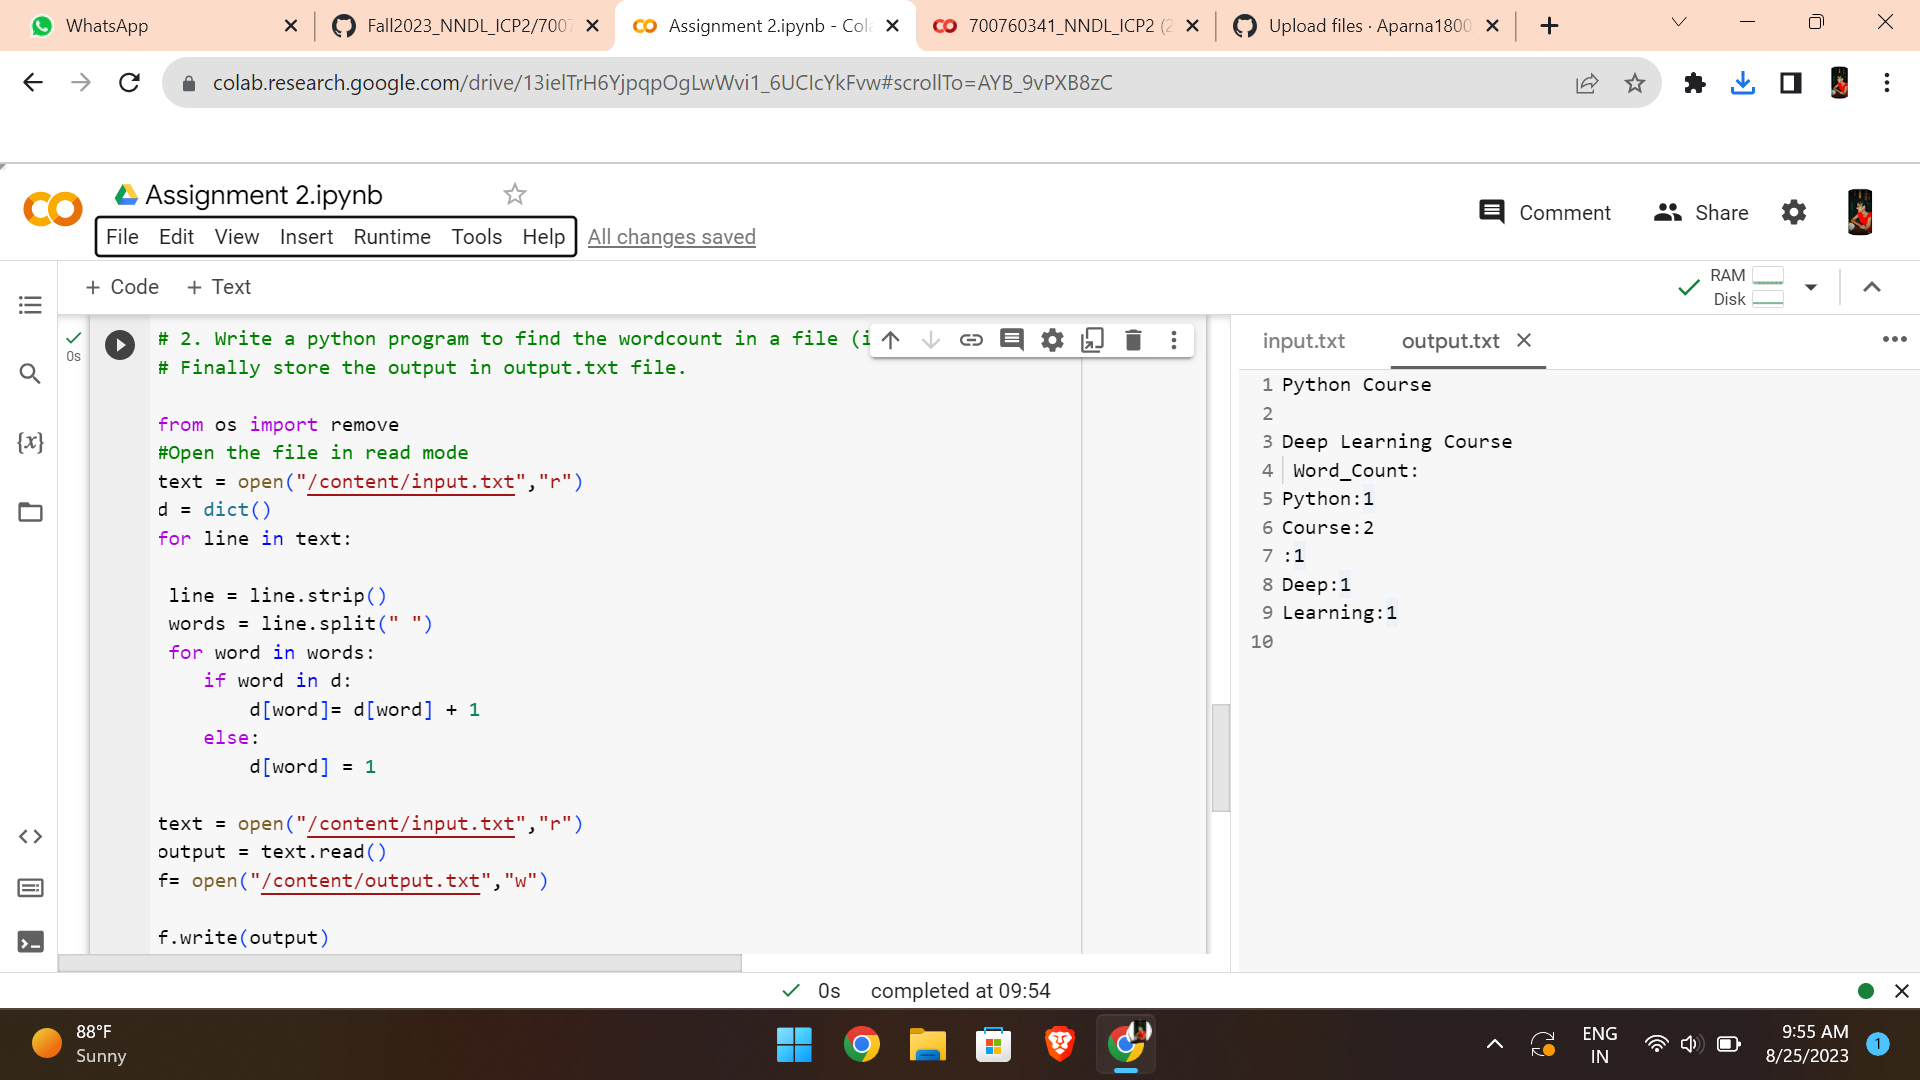 WhatsApp
Fall2023_NNDL_ICP2/7007
Assignment 2.ipynb - Cola
700760341_NNDL_ICP2 (2
Upload files · Aparna1800
colab.research.google.com/drive/13ielTrH6YjpqpOgLwWvi1_6UCIcYkFvw#scrollTo=AYB_9vPXB8zC
Assignment 2.ipynb
File Edit View Insert Runtime Tools Help All changes saved
Comment
Share
+ Code + Text
RAM
Disk
0s
# 2. Write a python program to find the wordcount in a file (i
# Finally store the output in output.txt file.
from os import remove
#Open the file in read mode
text = open("/content/input.txt","r")
d = dict()
for line in text:
line = line.strip()
words = line.split(" ")
for word in words:
if word in d:
d[word]= d[word] + 1
else:
d[word] = 1
text = open("/content/input.txt","r")
output = text.read()
f= open("/content/output.txt","w")
f.write(output)
input.txt output.txt
1 Python Course
2
3 Deep Learning Course
4 Word_Count:
5 Python:1
6 Course:2
7 :1
8 Deep:1
9 Learning:1
10
0s completed at 09:54
88°F
Sunny
ENG
IN
9:55 AM
8/25/2023
1